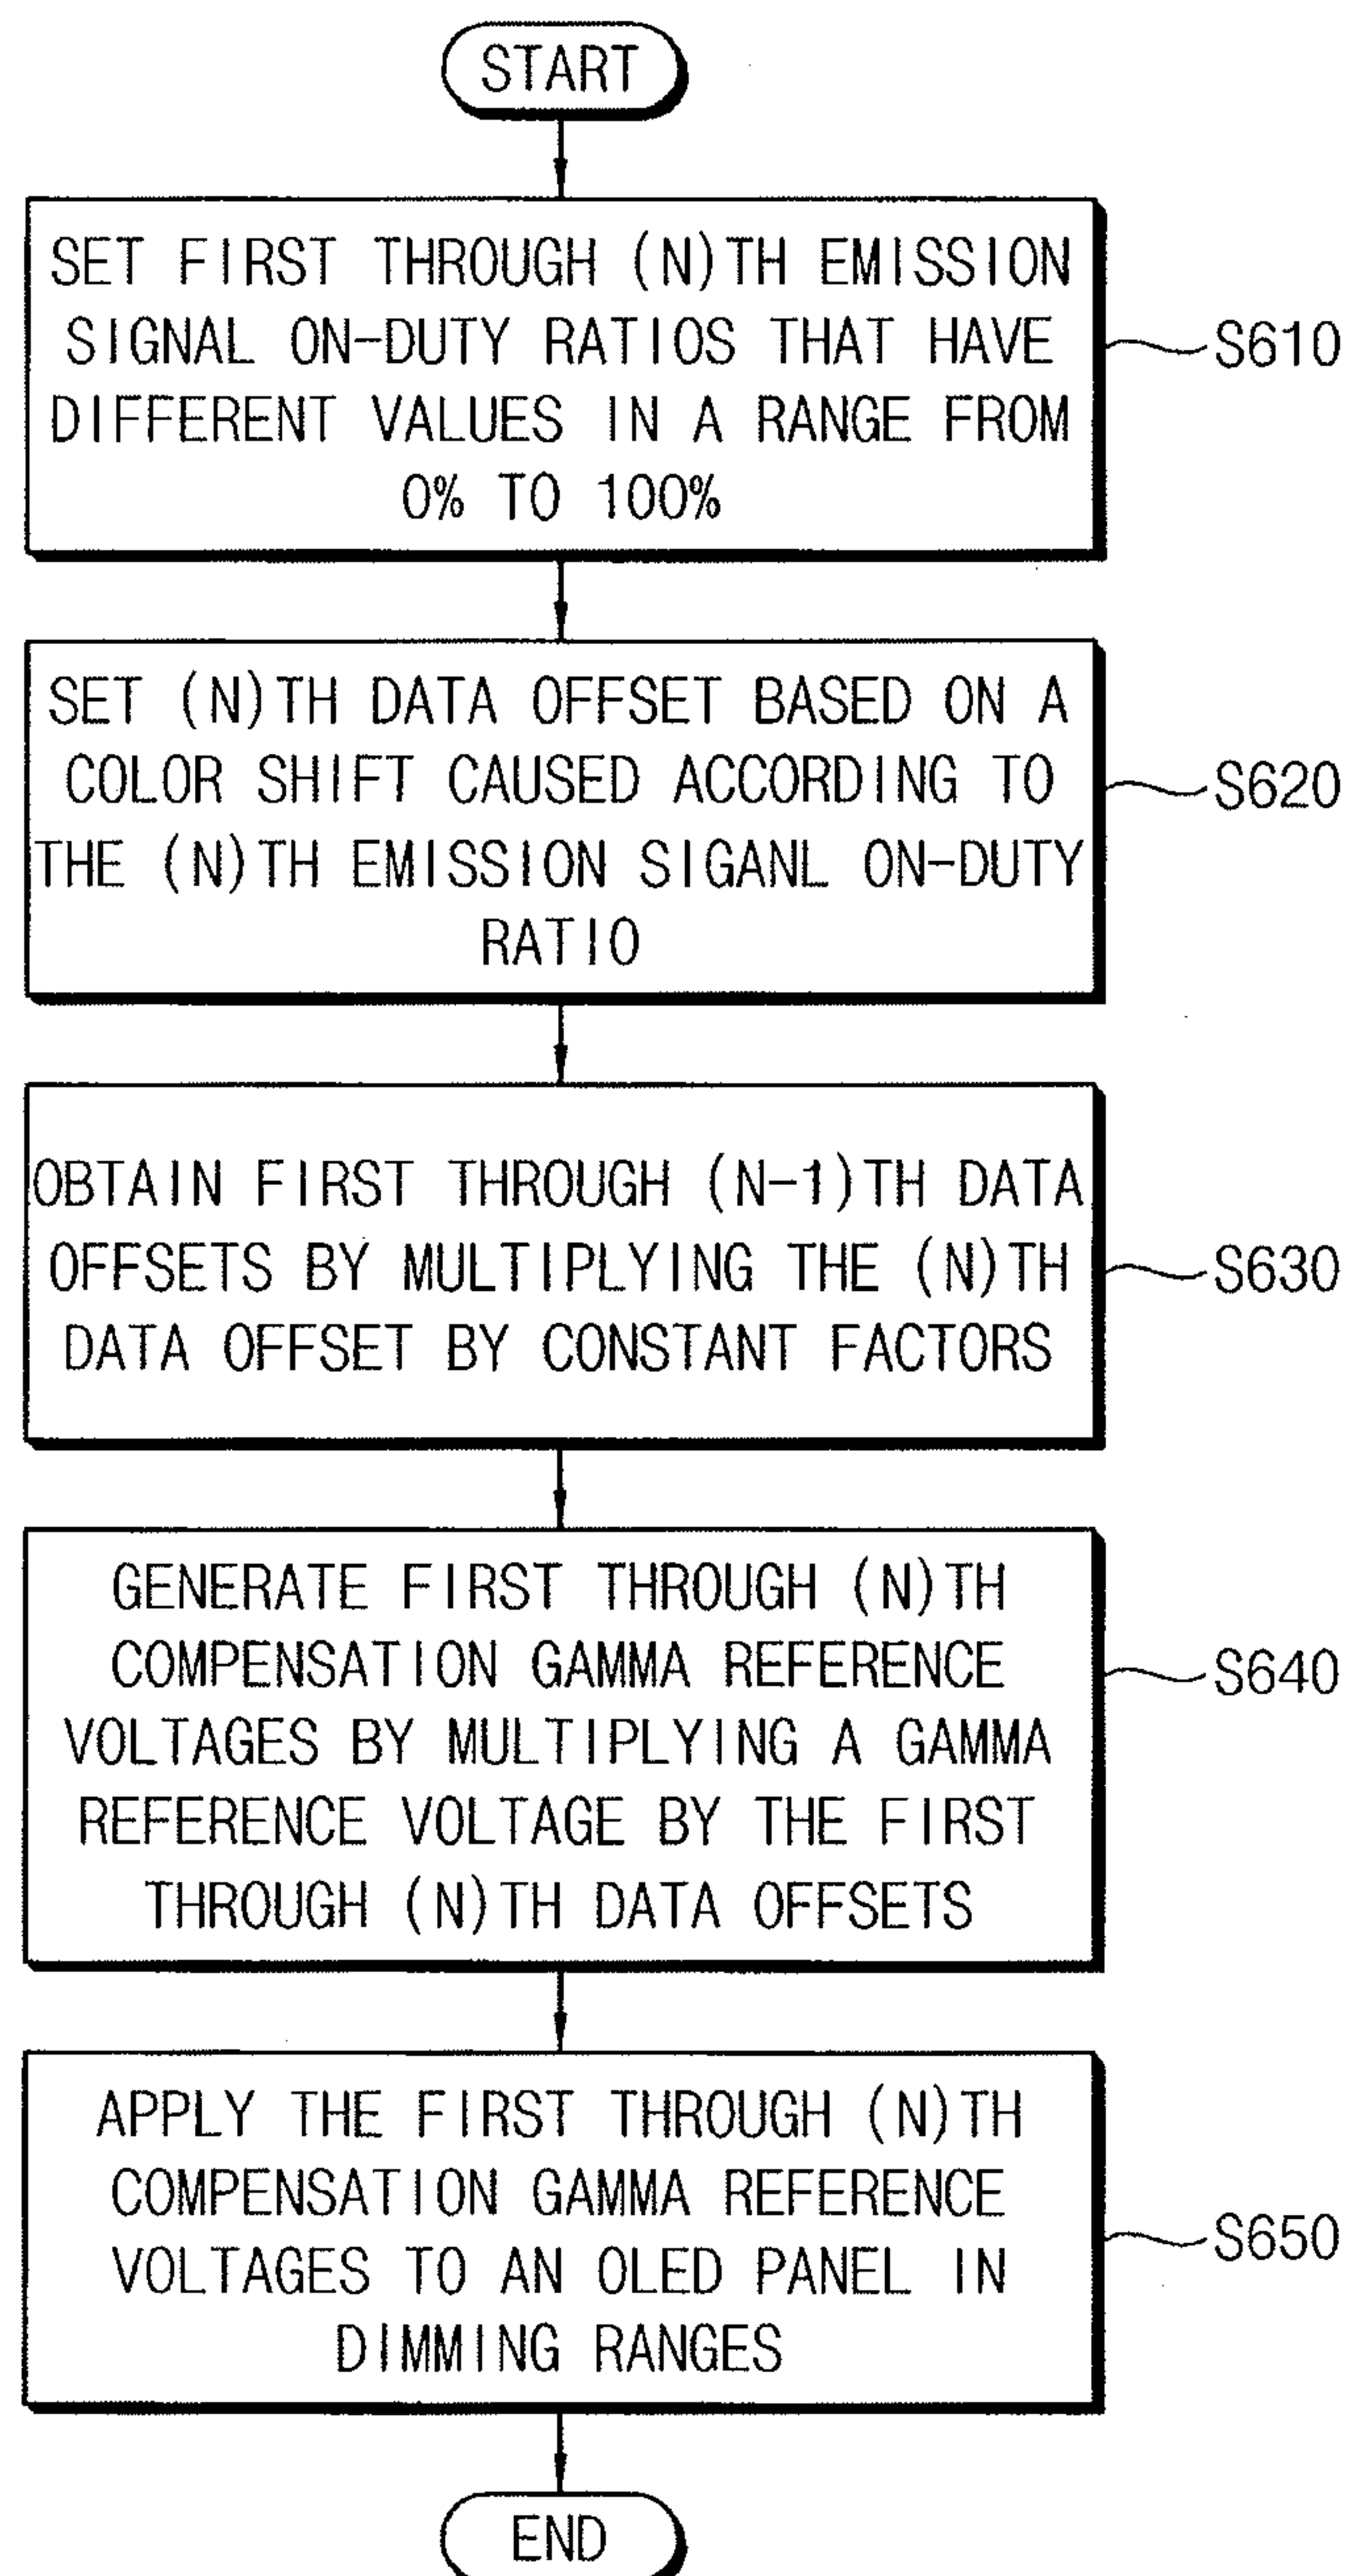 START
SET FIRST THROUGH (N)TH EMISSION
SIGNAL ON-DUTY RATIOS THAT HAVE
DIFFERENT VALUES IN A RANGE FROM
0% TO 100%
S610
SET (N)TH DATA OFFSET BASED ON A
COLOR SHIFT CAUSED ACCORDING TO
THE (N)TH EMISSION SIGANL ON-DUTY
RATIO
S620
OBTAIN FIRST THROUGH (N-1)TH DATA
OFFSETS BY MULTIPLYING THE (N)TH
DATA OFFSET BY CONSTANT FACTORS
S630
GENERATE FIRST THROUGH (N)TH
COMPENSATION GAMMA REFERENCE
VOLTAGES BY MULTIPLYING A GAMMA
REFERENCE VOLTAGE BY THE FIRST
THROUGH (N)TH DATA OFFSETS
S640
APPLY THE FIRST THROUGH (N)TH
COMPENSATION GAMMA REFERENCE
VOLTAGES TO AN OLED PANEL IN
DIMMING RANGES
S650
END